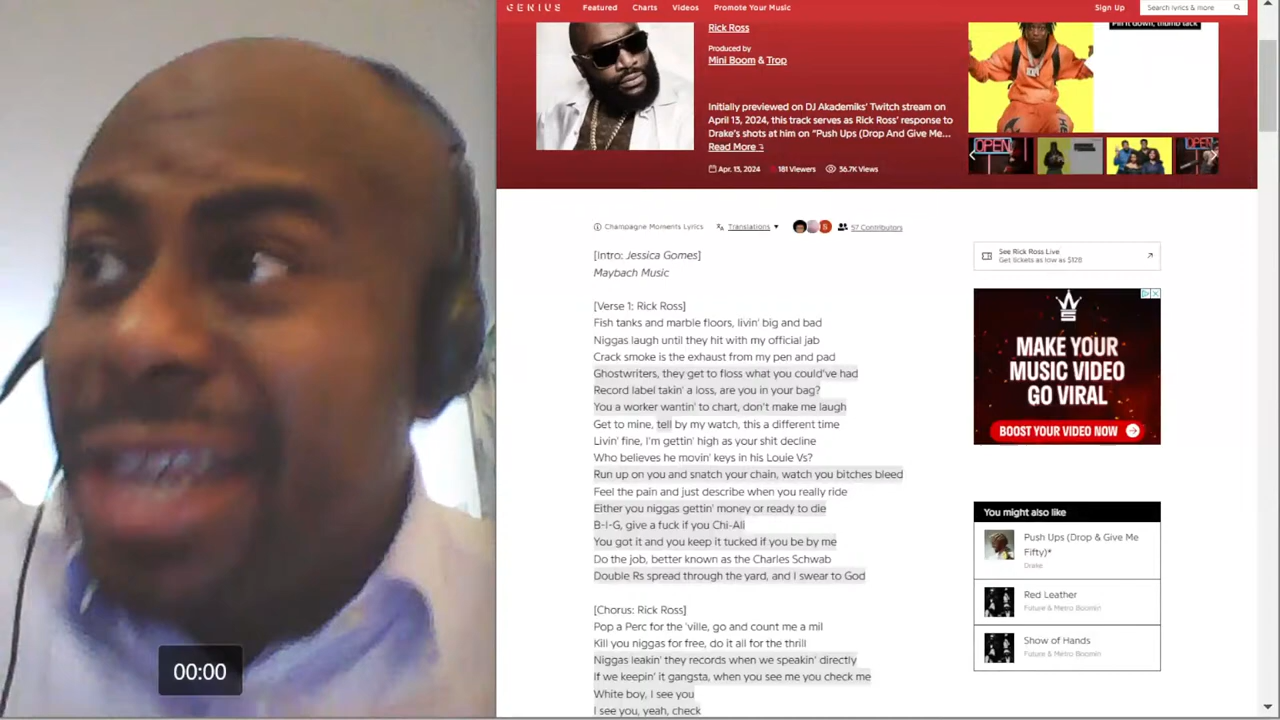 GENIUS
Featured
Charts
Videos
Promote Your Music
Sign Up
Search lyrics & more
Rick Ross
Produced by
Mini Boom & Trop
Initially previewed on DJ Akademiks' Twitch stream on
April 13, 2024, this track serves as Rick Ross' response to
Drake's shots at him on "Push Ups (Drop And Give Me...
Read More
Apr. 13, 2024
181 Viewers
36.7K Views
OPEN
OPEN
Champagne Moments Lyrics
Translations
57 Contributors
[Intro: Jessica Gomes]
Maybach Music
[Verse 1: Rick Ross]
Fish tanks and marble floors, livin' big and bad
Niggas laugh until they hit with my official jab
Crack smoke is the exhaust from my pen and pad
Ghostwriters, they get to floss what you could've had
Record label takin' a loss, are you in your bag?
You a worker wantin' to chart, don't make me laugh
Get to mine, tell by my watch, this a different time
Livin' fine, I'm gettin' high as your shit decline
Who believes he movin' keys in his Louie Vs?
Run up on you and snatch your chain, watch you bitches bleed
Feel the pain and just describe when you really ride
Either you niggas gettin' money or ready to die
B-I-G, give a fuck if you Chi-Ali
You got it and you keep it tucked if you be by me
Do the job, better known as the Charles Schwab
Double Rs spread through the yard, and I swear to God
[Chorus: Rick Ross]
Pop a Perc for the 'ville, go and count me a mil
Kill you niggas for free, do it all for the thrill
Niggas leakin' they records when we speakin' directly
If we keepin' it gangsta, when you see me you check me
White boy, I see you
I see you, yeah, check
See Rick Ross Live
Get tickets as low as $128
MAKE YOUR
MUSIC VIDEO
GO VIRAL
BOOST YOUR VIDEO NOW
You might also like
Push Ups (Drop & Give Me
Fifty)*
Drake
Red Leather
Future & Metro Boomin
Show of Hands
Future & Metro Boomin
00:00